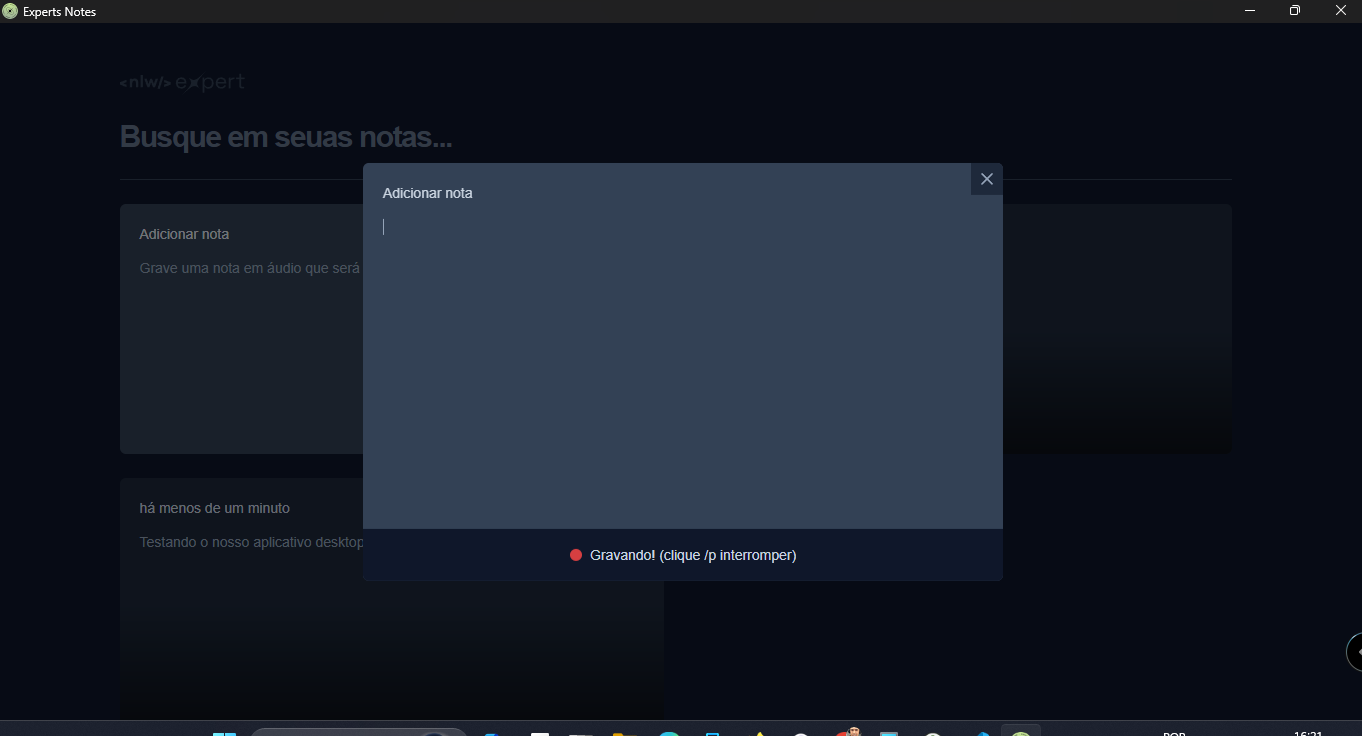 Experts Notes
<nlw/> expert
Busque em seuas notas...
Adicionar nota
Adicionar nota
Grave uma nota em áudio que será
há menos de um minuto
Testando o nosso aplicativo desktop
Gravando! (clique /p interromper)
POR
16:21